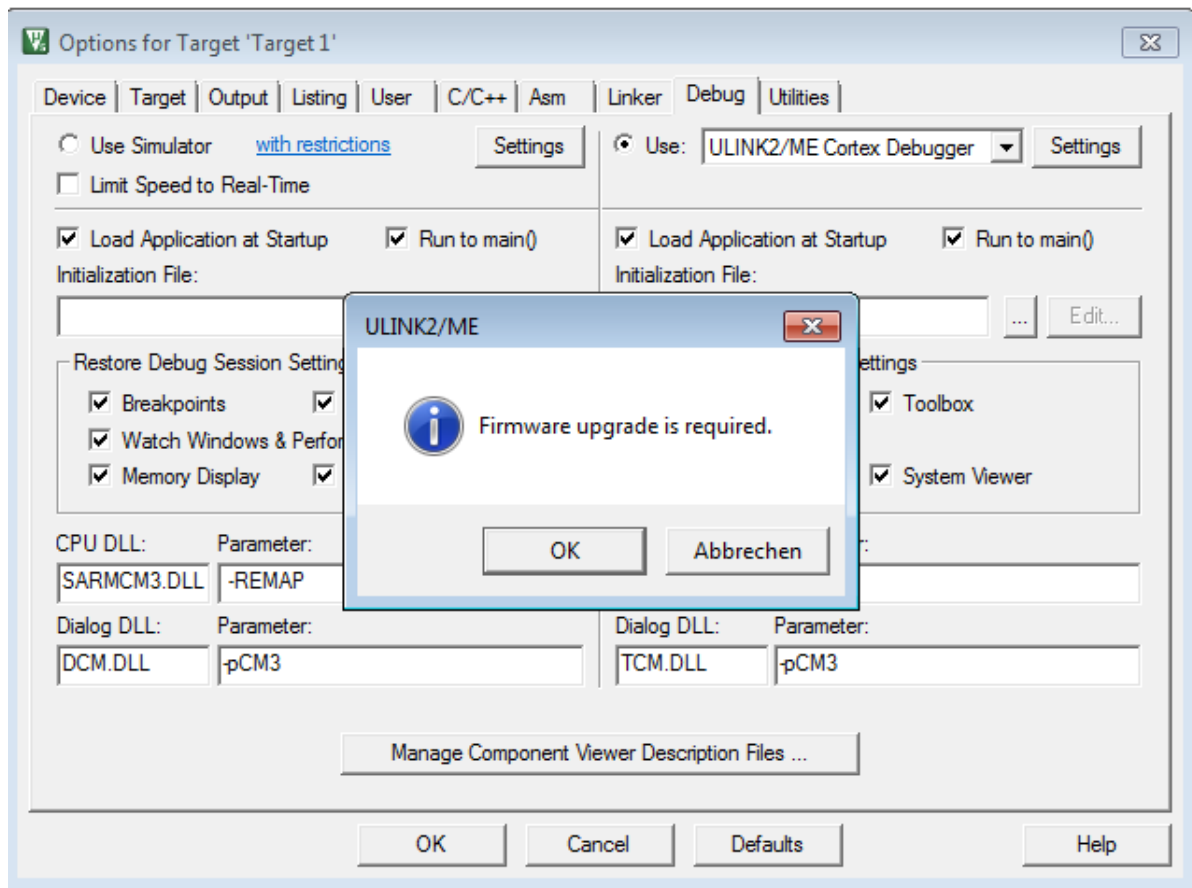 Options for Target 'Target 1'
Device Target Output Listing User C/C++ Asm Linker Debug Utilities
Use Simulator with restrictions Settings Use: ULINK2/ME Cortex Debugger Settings
Limit Speed to Real-Time
Load Application at Startup Run to main() Load Application at Startup Run to main()
Initialization File: Initialization File:
... Edit...
ULINK2/ME
Firmware upgrade is required.
OK Abbrechen
Restore Debug Session
Breakpoints Toolbox
Watch Windows &
Memory Display System Viewer
CPU DLL: Parameter:
SARMCM3.DLL -REMAP
Dialog DLL: Parameter: Dialog DLL: Parameter:
DCM.DLL -pCM3 TCM.DLL -pCM3
Manage Component Viewer Description Files ...
OK Cancel Defaults Help